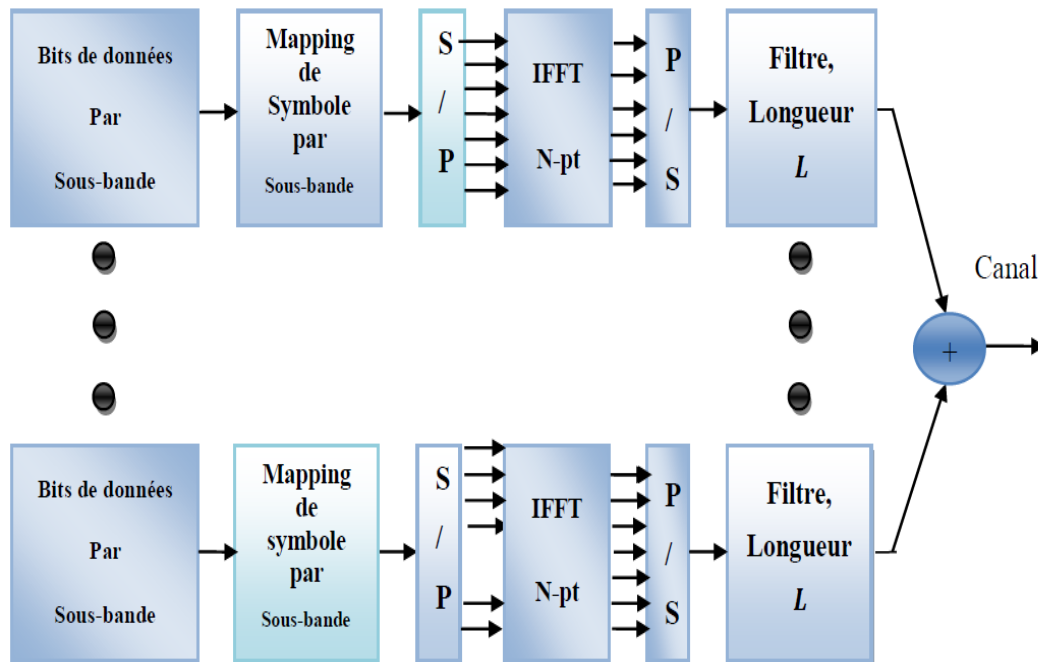 Bits de données
Par
Sous-bande
Mapping
de
Symbole
par
Sous-bande
S
/
P
IFFT
N-pt
P
/
S
Filtre,
Longueur
L
Canal
+
Bits de données
Par
Sous-bande
Mapping
de
symbole
par
Sous-bande
S
/
P
IFFT
N-pt
P
/
S
Filtre,
Longueur
L